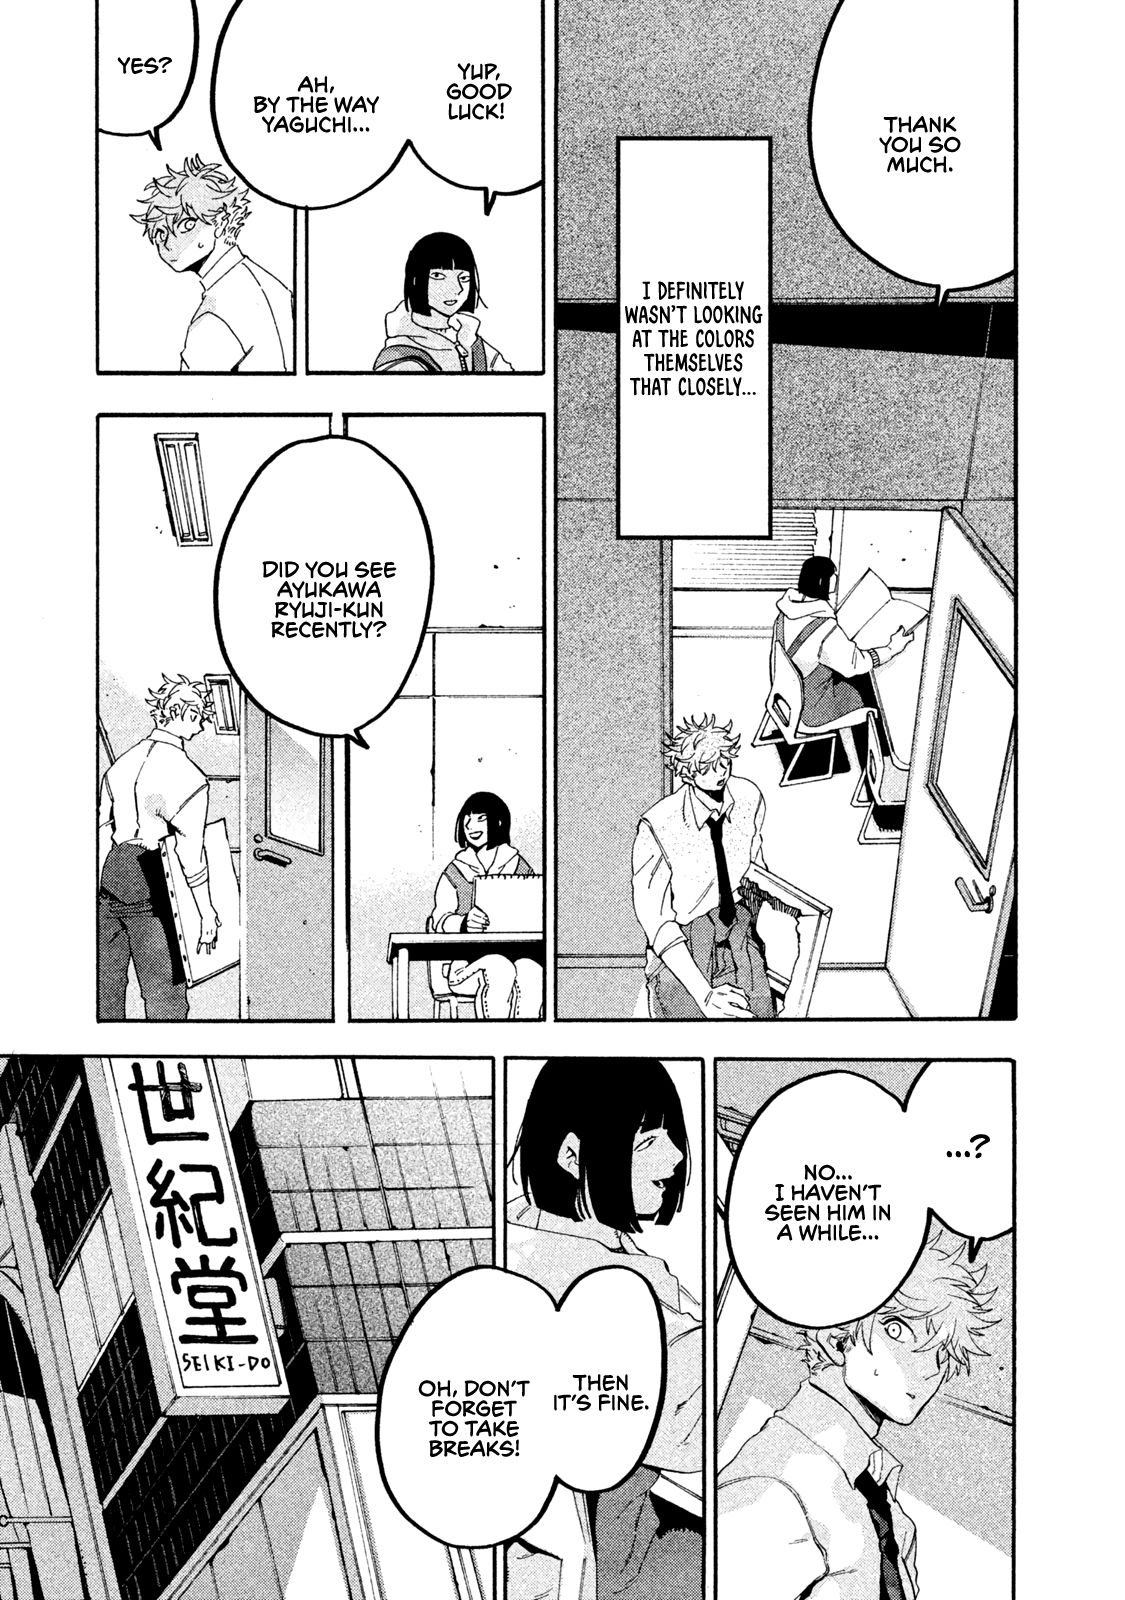 THANK
YOU SO
MUCH.
I DEFINITELY
WASN'T LOOKING
AT THE COLORS
THEMSELVES
THAT CLOSELY...
YUP,
GOOD
LUCK!
AH,
BY THE WAY
YAGUCHI...
YES?
DID YOU SEE
AYUKAWA
RYUJI-KUN
RECENTLY?
...?
NO...
I HAVEN'T
SEEN HIM IN
A WHILE...
THEN
IT'S FINE.
OH, DON'T
FORGET
TO TAKE
BREAKS!
世紀堂
SEIKI-DO